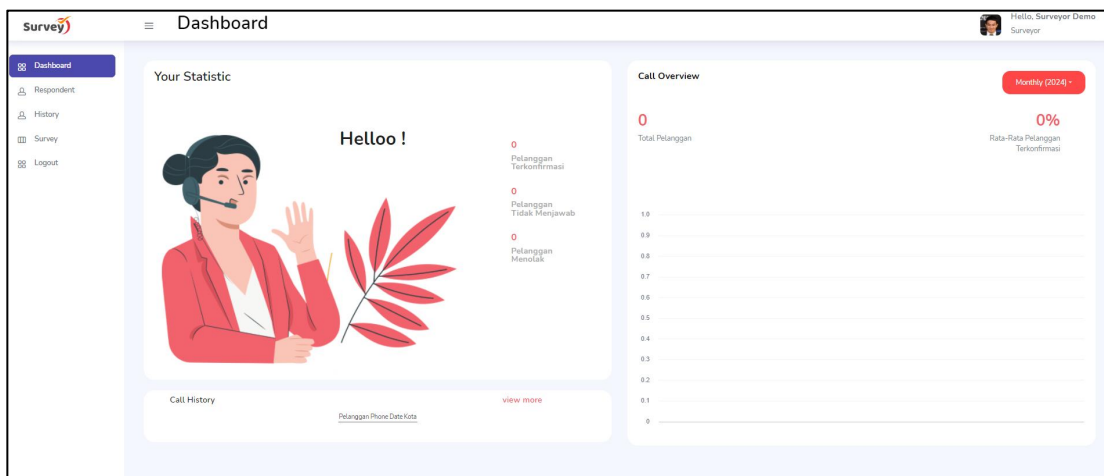 Survey
Dashboard
Hello, Surveyor Demo
Surveyor
Dashboard
Respondent
History
Survey
Logout
Your Statistic
Helloo !
0
Pelanggan
Terkonfirmasi
0
Pelanggan
Tidak Menjawab
0
Pelanggan
Menolak
Call History
view more
Pelanggan Phone Date Kota
Call Overview
Monthly (2024)
0
Total Pelanggan
0%
Rata-Rata Pelanggan
Terkonfirmasi
1.0
0.9
0.8
0.7
0.6
0.5
0.4
0.3
0.2
0.1
0